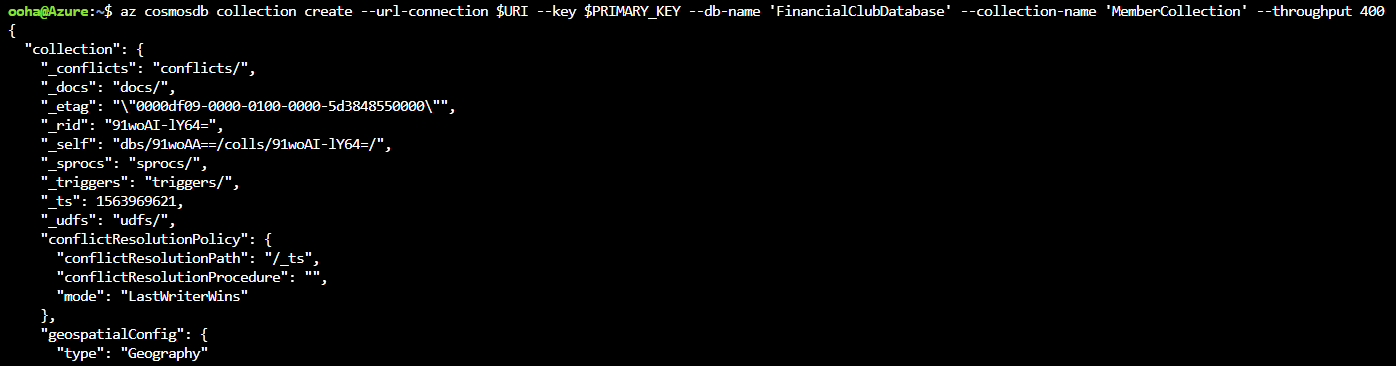 ooha@Azure:~$ az cosmosdb collection create --url-connection $URI --key $PRIMARY_KEY --db-name 'FinancialClubDatabase' --collection-name 'MemberCollection' --throughput 400
{
  "collection": {
    "_conflicts": "conflicts/",
    "_docs": "docs/",
    "_etag": "\"0000df09-0000-0100-0000-5d3848550000\"",
    "_rid": "91woAI-lY64=",
    "_self": "dbs/91woAA==/colls/91woAI-lY64=/",
    "_sprocs": "sprocs/",
    "_triggers": "triggers/",
    "_ts": 1563969621,
    "_udfs": "udfs/",
    "conflictResolutionPolicy": {
      "conflictResolutionPath": "/_ts",
      "conflictResolutionProcedure": "",
      "mode": "LastWriterWins"
    },
    "geospatialConfig": {
      "type": "Geography"